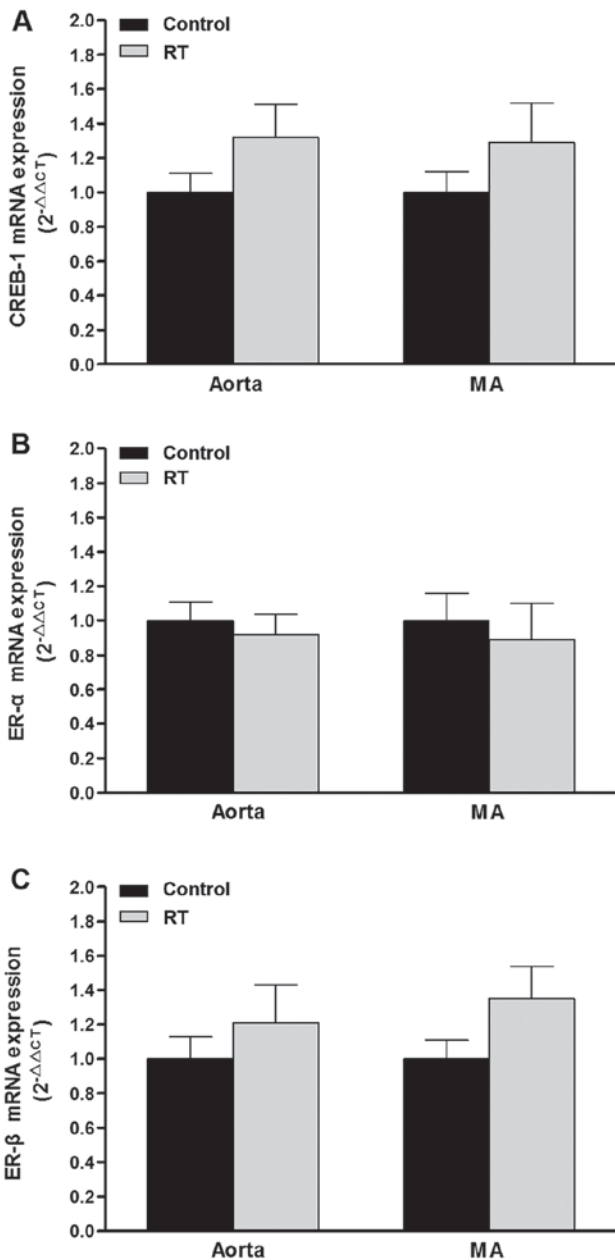 A
Control
RT
CREB-1 mRNA expression
(2-ΔΔCT)
2.0
1.8
1.6
1.4
1.2
1.0
0.8
0.6
0.4
0.2
0.0
Aorta MA
B
Control
RT
ER-α mRNA expression
(2-ΔΔCT)
2.0
1.8
1.6
1.4
1.2
1.0
0.8
0.6
0.4
0.2
0.0
Aorta MA
C
Control
RT
ER-β mRNA expression
(2-ΔΔCT)
2.0
1.8
1.6
1.4
1.2
1.0
0.8
0.6
0.4
0.2
0.0
Aorta MA